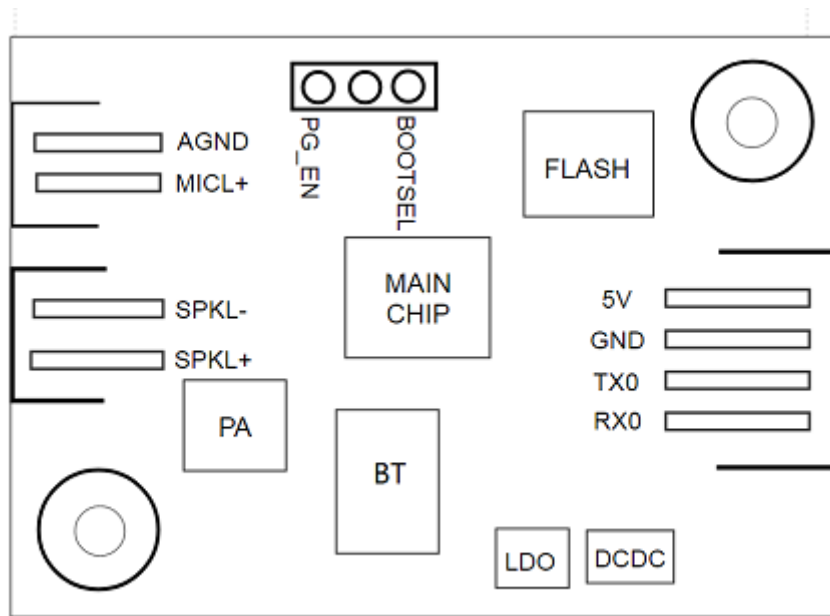 AGND
MICL+
PG_EN
BOOTSEL
FLASH
MAIN
CHIP
SPKL-
SPKL+
5V
GND
TX0
RX0
PA
BT
LDO
DCDC